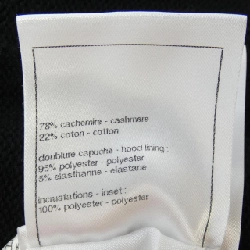 78% cachemire - cashmere
22% coton - cotton
doublure capuche - hood lining :
95% polyester - polyester
5% elasthanne - elastane
incrustations - inset :
100% polyester - polyester